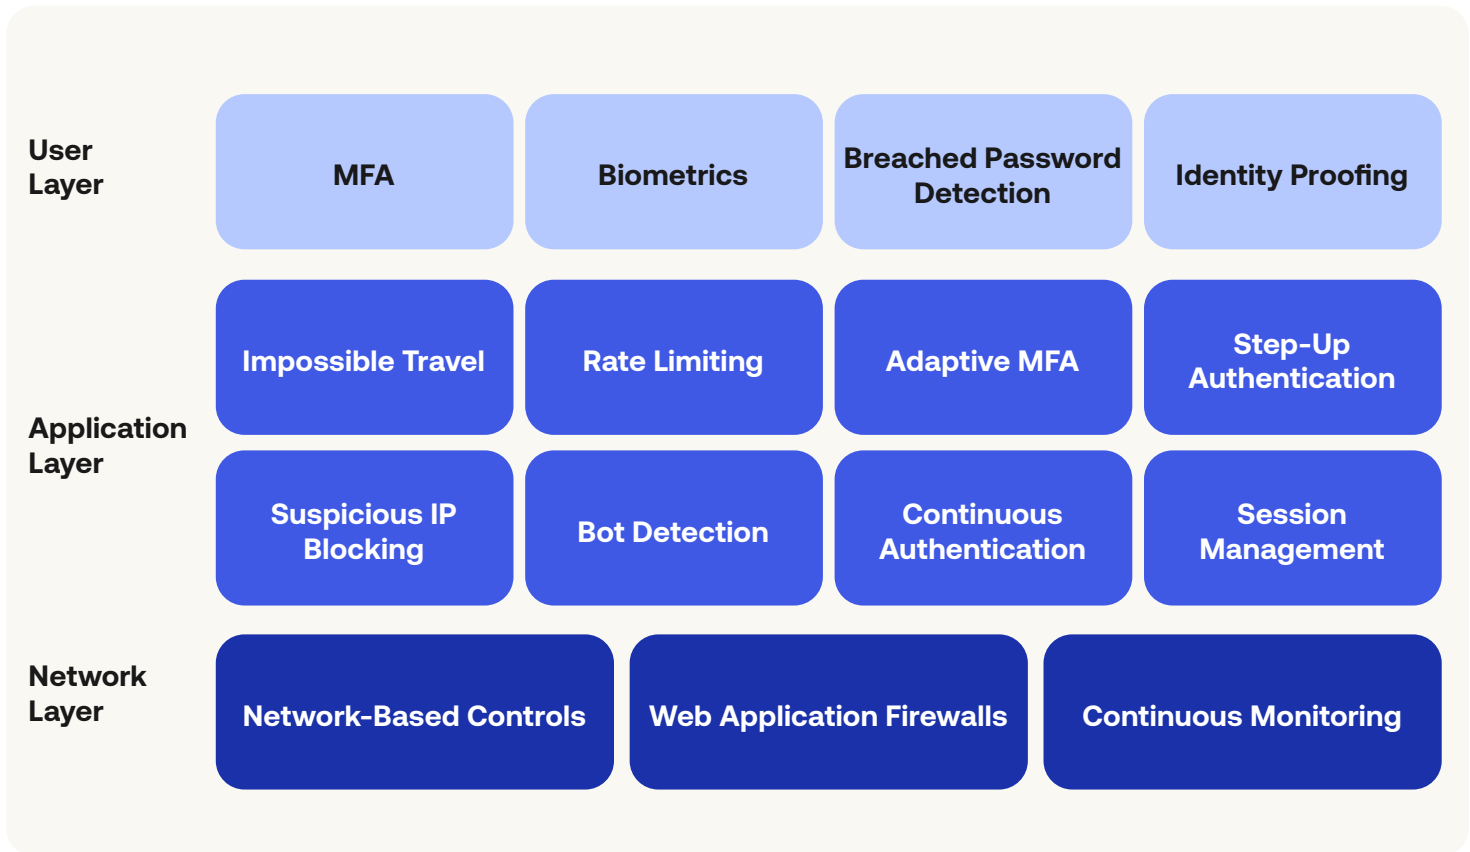 User
Layer
MFA
Biometrics
Breached Password
Detection
Identity Proofing
Application
Layer
Impossible Travel
Rate Limiting
Adaptive MFA
Step-Up
Authentication
Suspicious IP
Blocking
Bot Detection
Continuous
Authentication
Session
Management
Network
Layer
Network-Based Controls
Web Application Firewalls
Continuous Monitoring